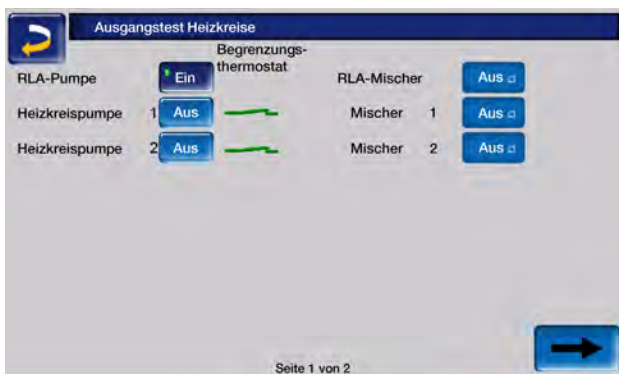 Ausgangstest Heizkreise
Begrenzungs-
thermostat
RLA-Pumpe Ein RLA-Mischer Aus
Heizkreispumpe 1 Aus Mischer 1 Aus
Heizkreispumpe 2 Aus Mischer 2 Aus
Seite 1 von 2